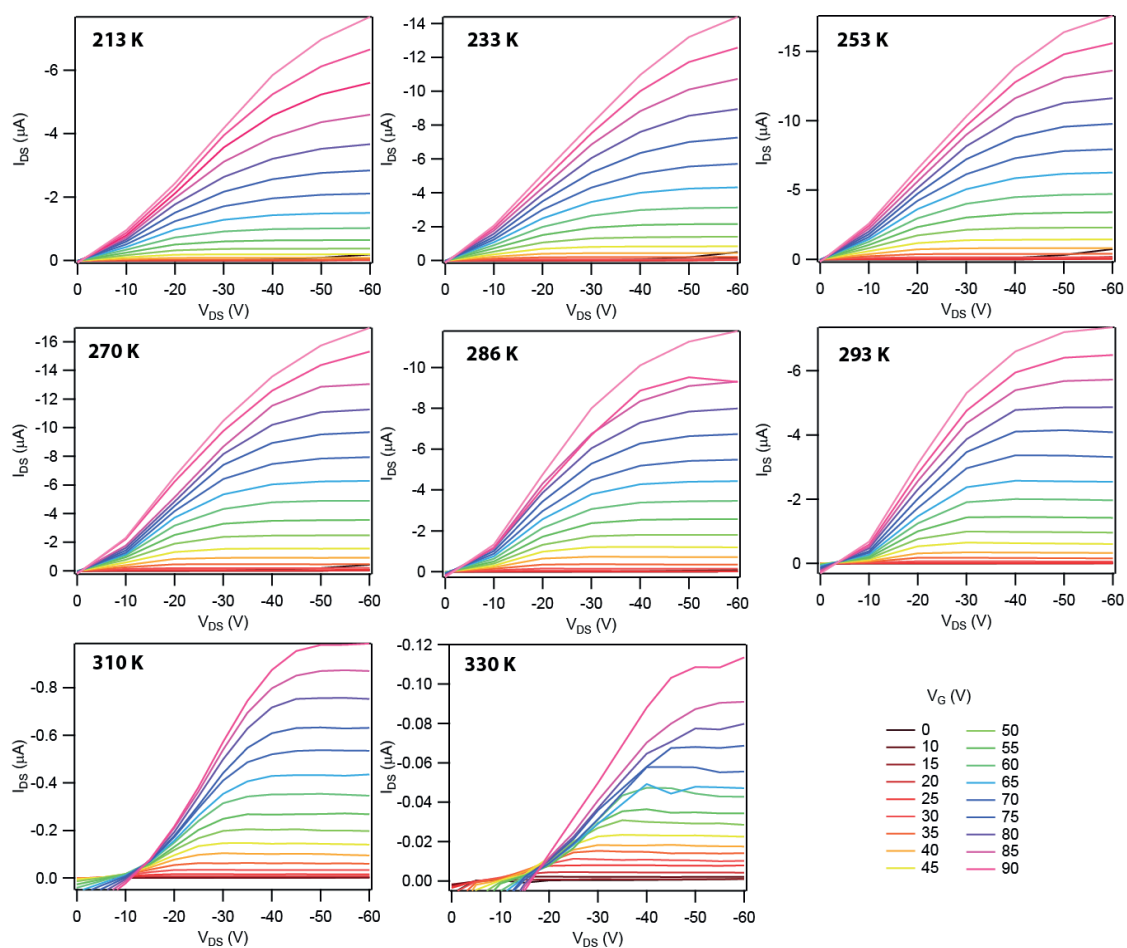 213 K
-6
-4
-2
0
I_DS (μA)
0 -10 -20 -30 -40 -50 -60
V_DS (V)
233 K
-14
-12
-10
-8
-6
-4
-2
0
I_DS (μA)
0 -10 -20 -30 -40 -50 -60
V_DS (V)
253 K
-15
-10
-5
0
I_DS (μA)
0 -10 -20 -30 -40 -50 -60
V_DS (V)
270 K
-16
-14
-12
-10
-8
-6
-4
-2
0
I_DS (μA)
0 -10 -20 -30 -40 -50 -60
V_DS (V)
286 K
-10
-8
-6
-4
-2
0
I_DS (μA)
0 -10 -20 -30 -40 -50 -60
V_DS (V)
293 K
-6
-4
-2
0
I_DS (μA)
0 -10 -20 -30 -40 -50 -60
V_DS (V)
310 K
-0.8
-0.6
-0.4
-0.2
0.0
I_DS (μA)
0 -10 -20 -30 -40 -50 -60
V_DS (V)
330 K
-0.12
-0.10
-0.08
-0.06
-0.04
-0.02
0.00
I_DS (μA)
0 -10 -20 -30 -40 -50 -60
V_DS (V)
V_G (V)
0 50
10 55
15 60
20 65
25 70
30 75
35 80
40 85
45 90